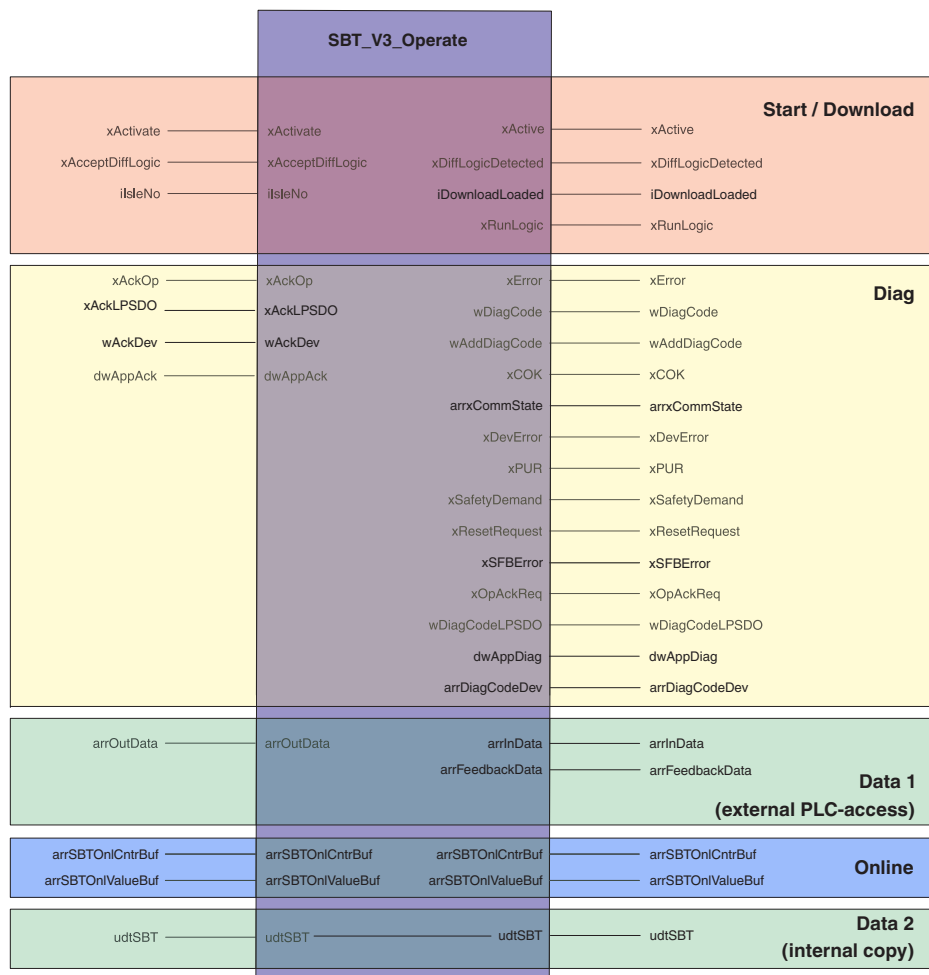 SBT_V3_Operate
Start / Download
xActivate xActivate xActive xActive
xAcceptDiffLogic xAcceptDiffLogic xDiffLogicDetected xDiffLogicDetected
iIsleNo iIsleNo iDownloadLoaded iDownloadLoaded
xRunLogic xRunLogic
Diag
xAckOp xAckOp xError xError
xAckLPSDO xAckLPSDO wDiagCode wDiagCode
wAckDev wAckDev wAddDiagCode wAddDiagCode
dwAppAck dwAppAck xCOK xCOK
arrxCommState arrxCommState
xDevError xDevError
xPUR xPUR
xSafetyDemand xSafetyDemand
xResetRequest xResetRequest
xSFBError xSFBError
xOpAckReq xOpAckReq
wDiagCodeLPSDO wDiagCodeLPSDO
dwAppDiag dwAppDiag
arrDiagCodeDev arrDiagCodeDev
arrOutData arrOutData arrInData arrInData
arrFeedbackData arrFeedbackData
Data 1
(external PLC-access)
arrSBTOnlCntrBuf arrSBTOnlCntrBuf arrSBTOnlCntrBuf arrSBTOnlCntrBuf
Online
arrSBTOnlValueBuf arrSBTOnlValueBuf arrSBTOnlValueBuf arrSBTOnlValueBuf
Data 2
udtSBT udtSBT udtSBT udtSBT
(internal copy)